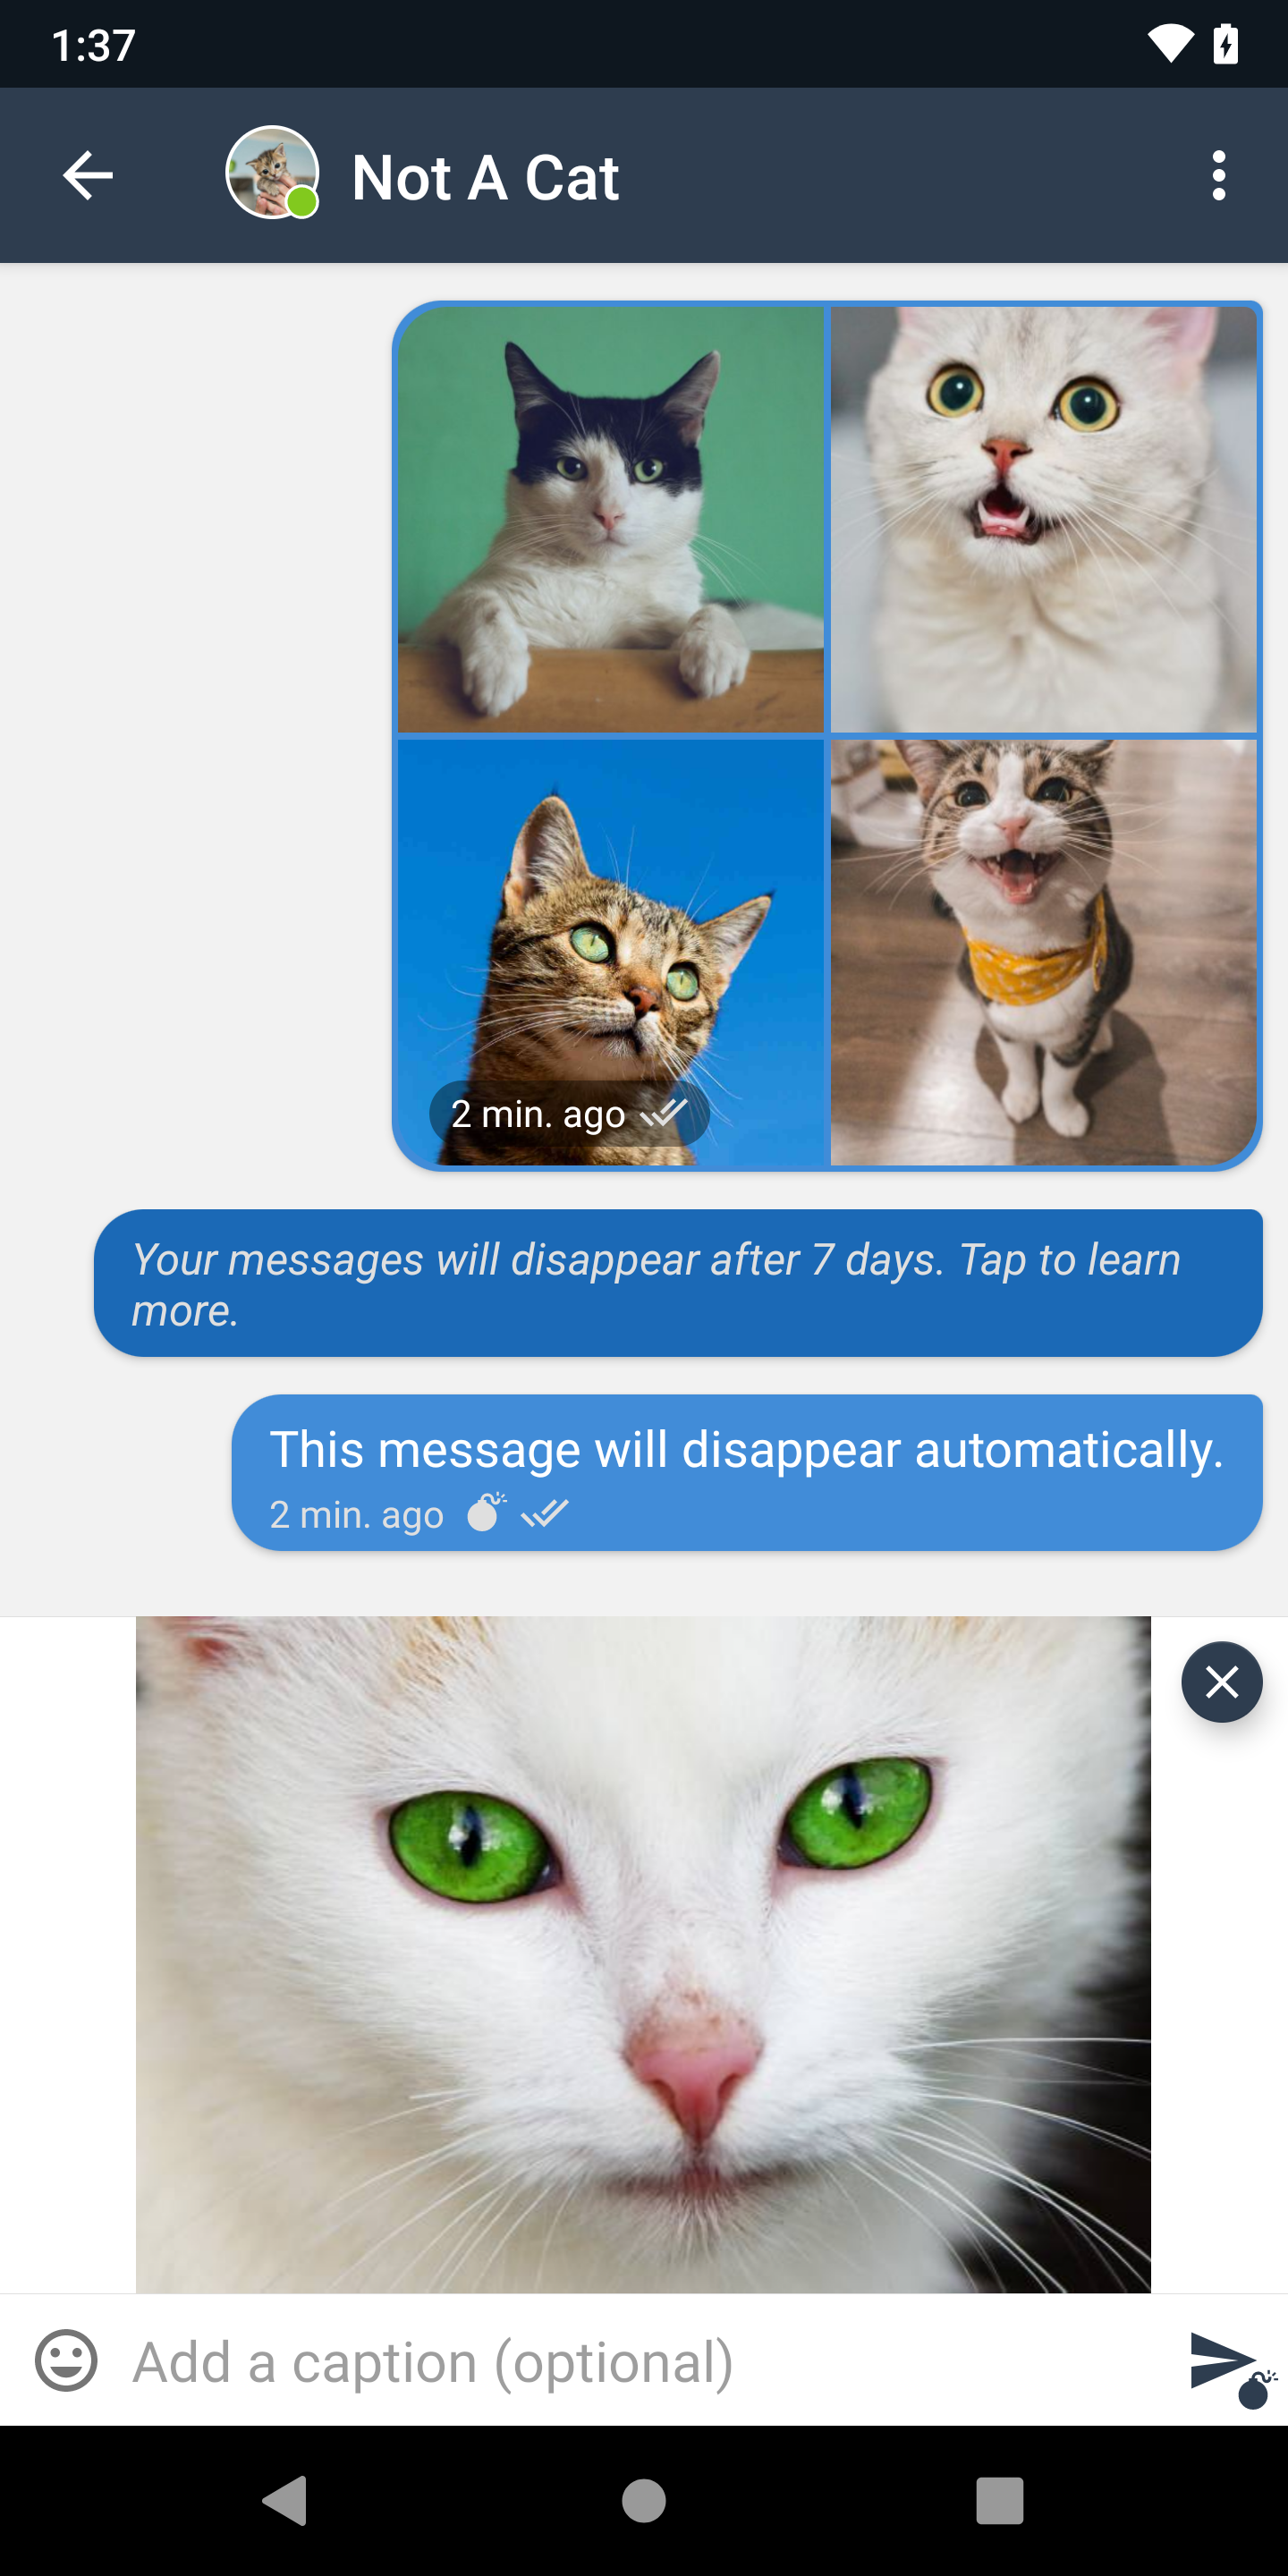 1:37
Not A Cat
2 min. ago
Your messages will disappear after 7 days. Tap to learn
more.
This message will disappear automatically.
2 min. ago
Add a caption (optional)